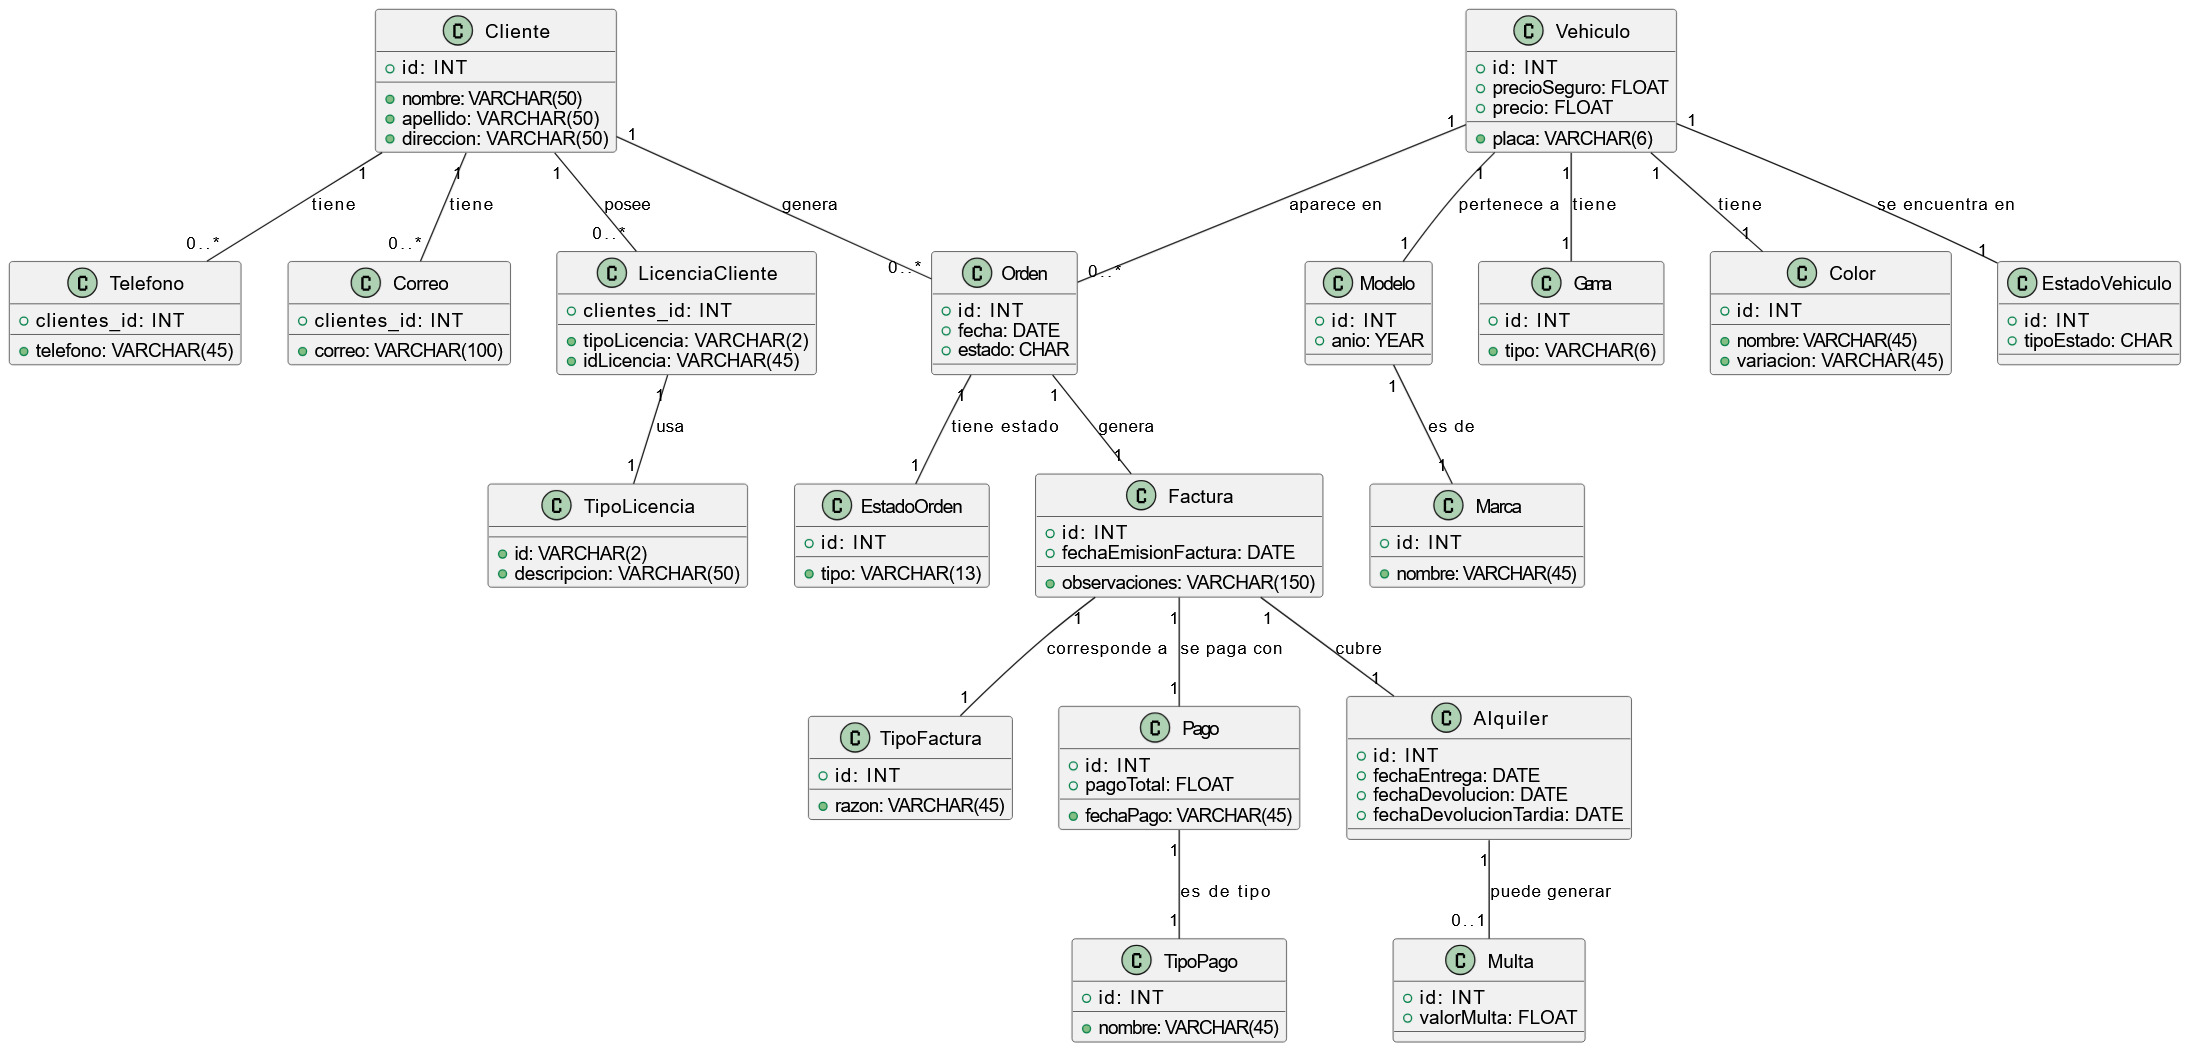 Cliente
id: INT
nombre: VARCHAR(50)
apellido: VARCHAR(50)
direccion: VARCHAR(50)
Vehiculo
id: INT
precioSeguro: FLOAT
precio: FLOAT
placa: VARCHAR(6)
1
1
1
1
1
1
1
1
1
tiene
tiene
posee
genera
aparece en
pertenece a
tiene
tiene
se encuentra en
0..*
0..*
0..*
0..*
0..*
1
1
1
1
Telefono
clientes_id: INT
telefono: VARCHAR(45)
Correo
clientes_id: INT
correo: VARCHAR(100)
LicenciaCliente
clientes_id: INT
tipoLicencia: VARCHAR(2)
idLicencia: VARCHAR(45)
Orden
id: INT
fecha: DATE
estado: CHAR
Modelo
id: INT
anio: YEAR
Gama
id: INT
tipo: VARCHAR(6)
Color
id: INT
nombre: VARCHAR(45)
variacion: VARCHAR(45)
EstadoVehiculo
id: INT
tipoEstado: CHAR
1
1
1
1
usa
tiene estado
genera
es de
1
1
1
1
TipoLicencia
id: VARCHAR(2)
descripcion: VARCHAR(50)
EstadoOrden
id: INT
tipo: VARCHAR(13)
Factura
id: INT
fechaEmisionFactura: DATE
observaciones: VARCHAR(150)
Marca
id: INT
nombre: VARCHAR(45)
1
1
1
corresponde a
se paga con
cubre
1
1
1
TipoFactura
id: INT
razon: VARCHAR(45)
Pago
id: INT
pagoTotal: FLOAT
fechaPago: VARCHAR(45)
Alquiler
id: INT
fechaEntrega: DATE
fechaDevolucion: DATE
fechaDevolucionTardia: DATE
1
1
es de tipo
puede generar
1
0..1
TipoPago
id: INT
nombre: VARCHAR(45)
Multa
id: INT
valorMulta: FLOAT